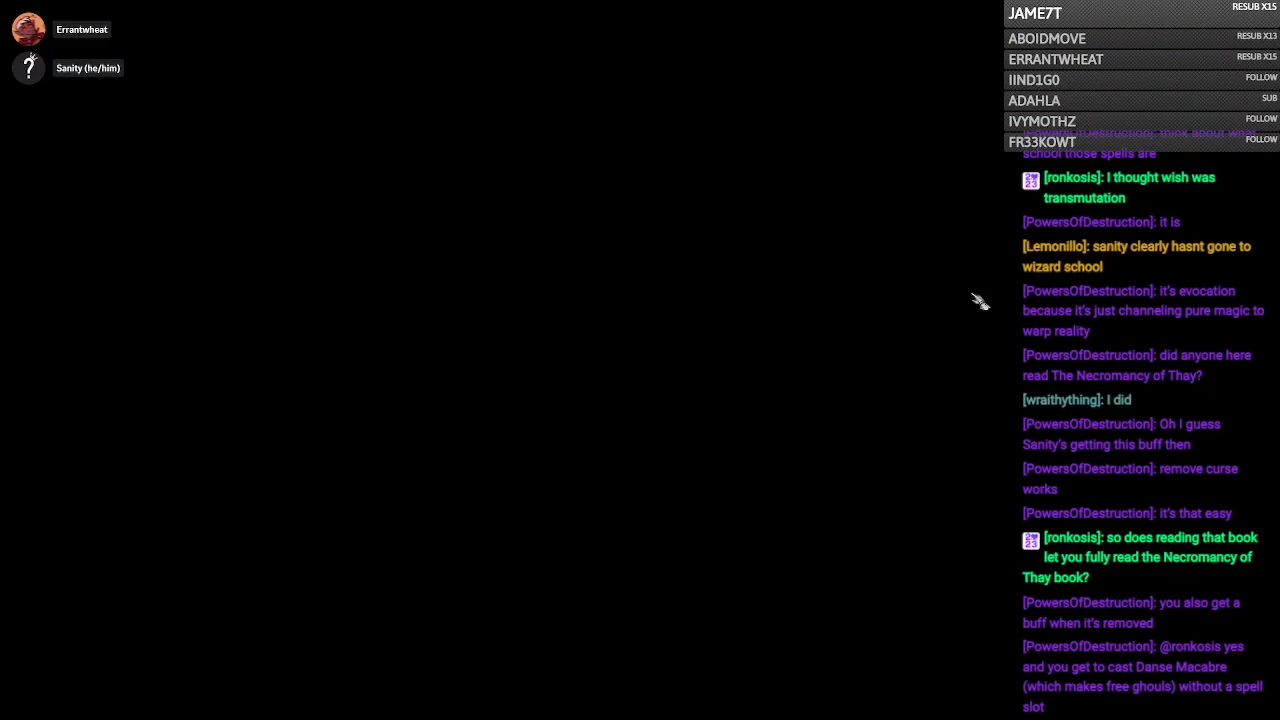 Errantwheat
Sanity (he/him)
JAME7T RESUB X15
ABOIDMOVE RESUB X13
ERRANTWHEAT RESUB X15
IIND1G0 FOLLOW
ADAHLA SUB
IVYMOTHZ FOLLOW
[PowersOfDestruction]: think about what
FR33KOWT FOLLOW
school those spells are
[ronkosis]: I thought wish was
transmutation
[PowersOfDestruction]: it is
[Lemonillo]: sanity clearly hasnt gone to
wizard school
[PowersOfDestruction]: it's evocation
because it's just channeling pure magic to
warp reality
[PowersOfDestruction]: did anyone here
read The Necromancy of Thay?
[wraithything]: I did
[PowersOfDestruction]: Oh I guess
Sanity's getting this buff then
[PowersOfDestruction]: remove curse
works
[PowersOfDestruction]: it's that easy
[ronkosis]: so does reading that book
let you fully read the Necromancy of
Thay book?
[PowersOfDestruction]: you also get a
buff when it's removed
[PowersOfDestruction]: @ronkosis yes
and you get to cast Danse Macabre
(which makes free ghouls) without a spell
slot